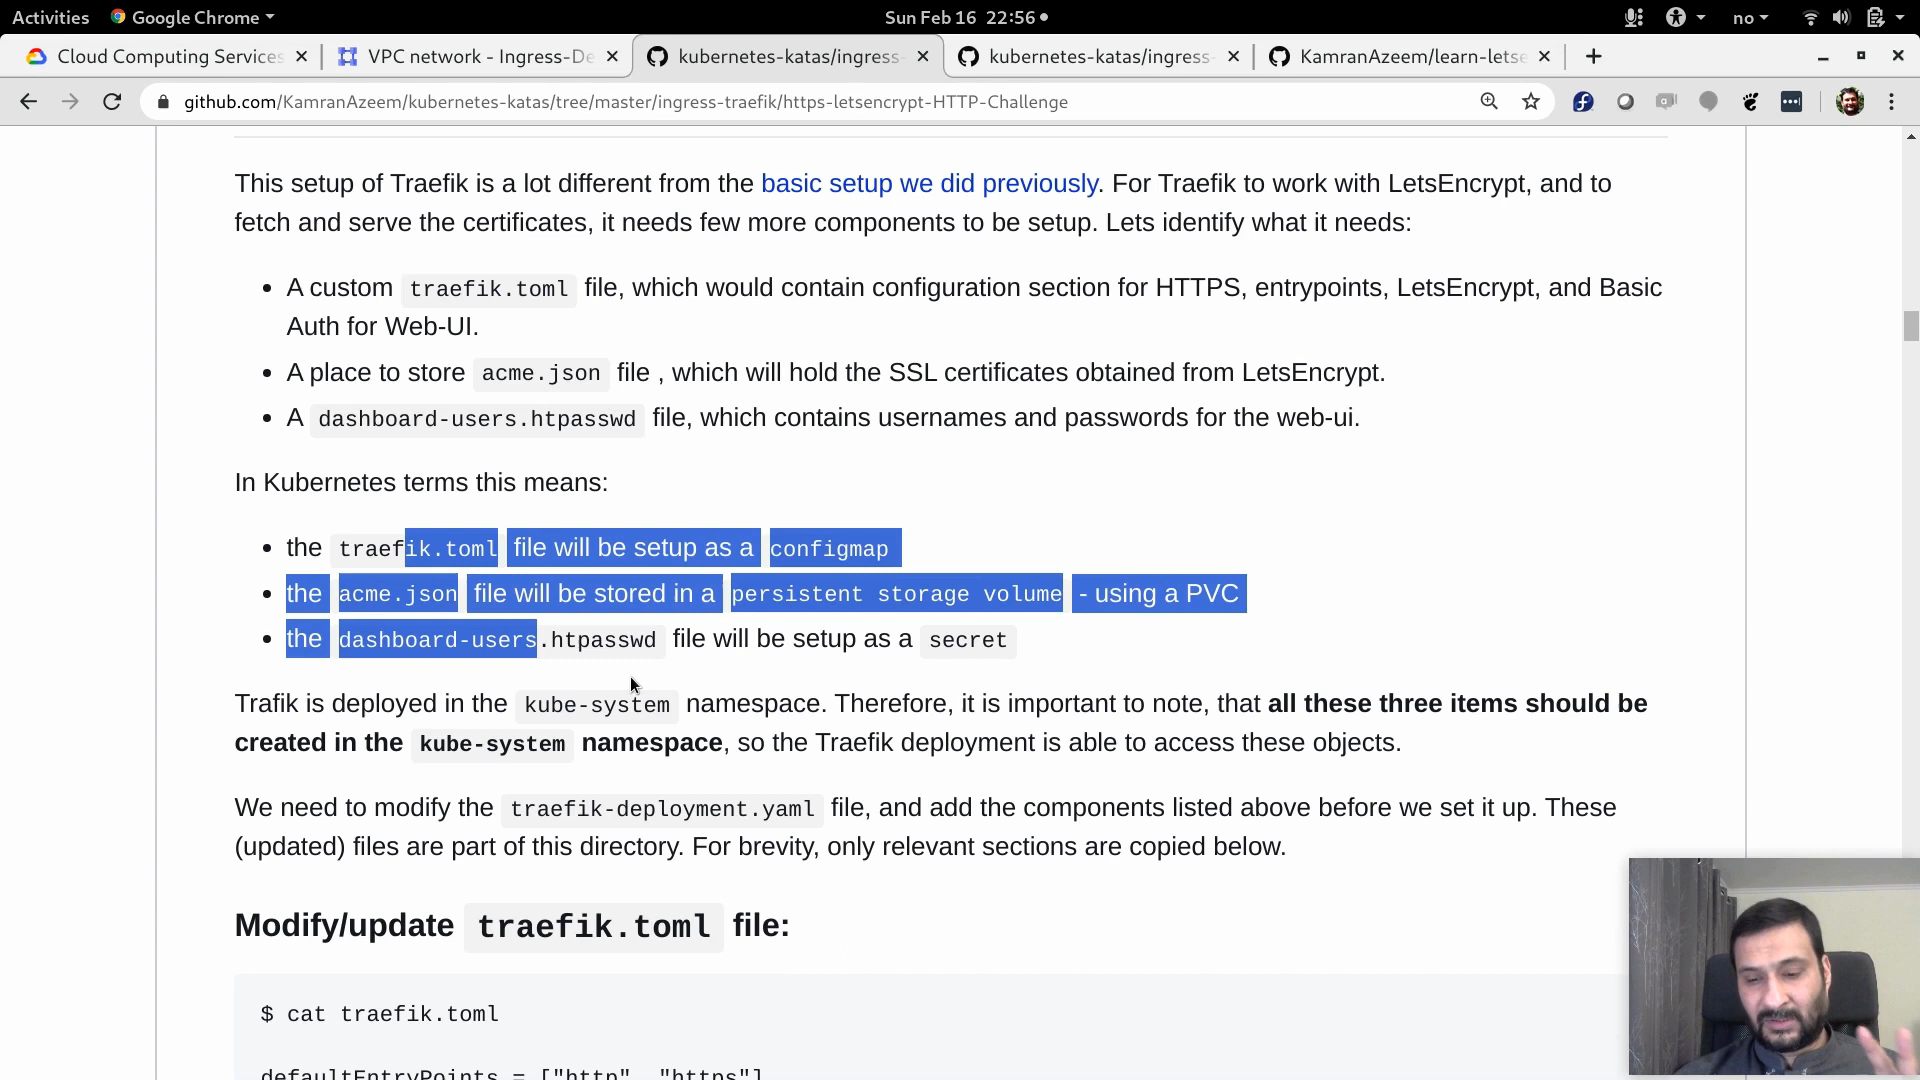 Activities Google Chrome Sun Feb 16 22:56 no
Cloud Computing Services VPC network - Ingress-De kubernetes-katas/ingress- kubernetes-katas/ingress- KamranAzeem/learn-letse
github.com/KamranAzeem/kubernetes-katas/tree/master/ingress-traefik/https-letsencrypt-HTTP-Challenge
This setup of Traefik is a lot different from the basic setup we did previously. For Traefik to work with LetsEncrypt, and to
fetch and serve the certificates, it needs few more components to be setup. Lets identify what it needs:
• A custom traefik.toml file, which would contain configuration section for HTTPS, entrypoints, LetsEncrypt, and Basic
Auth for Web-UI.
• A place to store acme.json file , which will hold the SSL certificates obtained from LetsEncrypt.
• A dashboard-users.htpasswd file, which contains usernames and passwords for the web-ui.
In Kubernetes terms this means:
• the traefik.toml file will be setup as a configmap
• the acme.json file will be stored in a persistent storage volume - using a PVC
• the dashboard-users.htpasswd file will be setup as a secret
Trafik is deployed in the kube-system namespace. Therefore, it is important to note, that all these three items should be
created in the kube-system namespace, so the Traefik deployment is able to access these objects.
We need to modify the traefik-deployment.yaml file, and add the components listed above before we set it up. These
(updated) files are part of this directory. For brevity, only relevant sections are copied below.
Modify/update traefik.toml file:
$ cat traefik.toml
defaultEntryPoints = ["http", "https"]